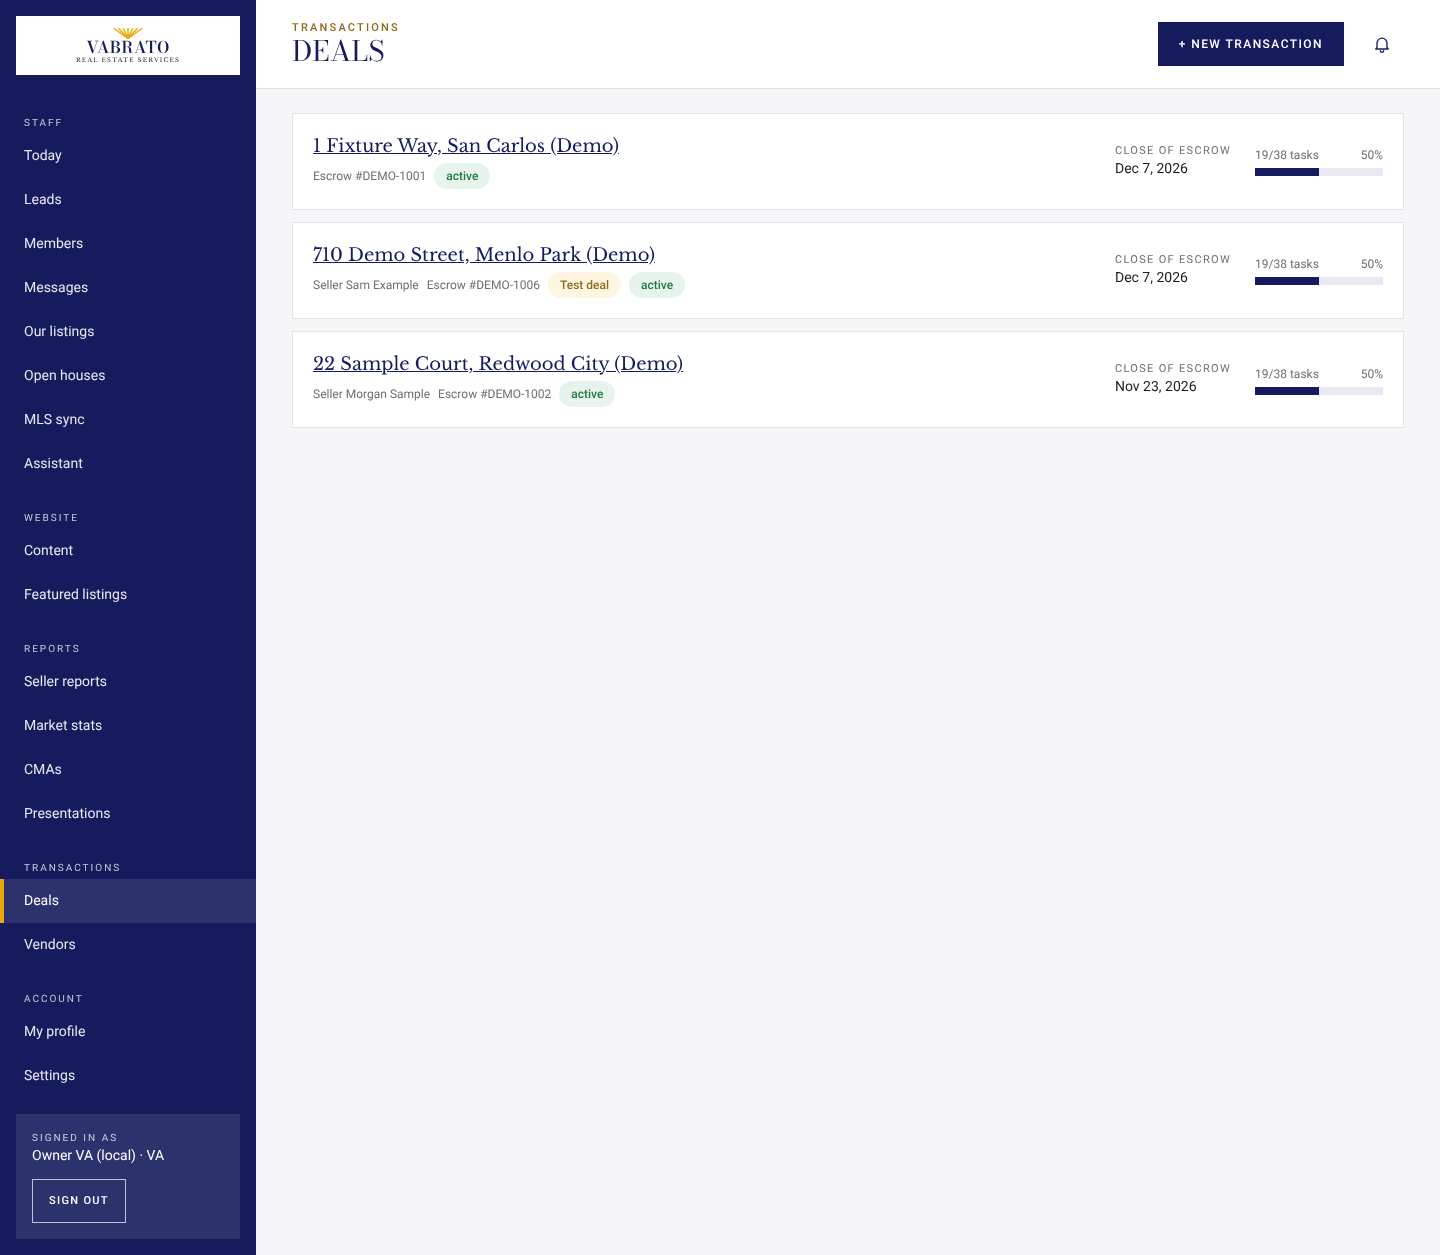 VABRATO
REAL ESTATE SERVICES
STAFF
Today
Leads
Members
Messages
Our listings
Open houses
MLS sync
Assistant
WEBSITE
Content
Featured listings
REPORTS
Seller reports
Market stats
CMAs
Presentations
TRANSACTIONS
Deals
Vendors
ACCOUNT
My profile
Settings
SIGNED IN AS
Owner VA (local) · VA
SIGN OUT
TRANSACTIONS
DEALS
+ NEW TRANSACTION
1 Fixture Way, San Carlos (Demo)
Escrow #DEMO-1001 active
CLOSE OF ESCROW
Dec 7, 2026
19/38 tasks 50%
710 Demo Street, Menlo Park (Demo)
Seller Sam Example Escrow #DEMO-1006 Test deal active
CLOSE OF ESCROW
Dec 7, 2026
19/38 tasks 50%
22 Sample Court, Redwood City (Demo)
Seller Morgan Sample Escrow #DEMO-1002 active
CLOSE OF ESCROW
Nov 23, 2026
19/38 tasks 50%